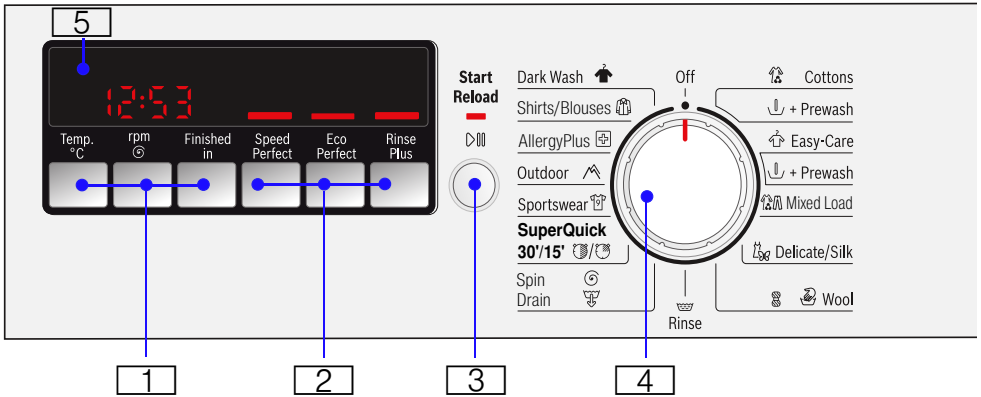 5
12:53
Temp.
°C
rpm
Finished
in
Speed
Perfect
Eco
Perfect
Rinse
Plus
Start
Reload
Dark Wash
Shirts/Blouses
AllergyPlus
Outdoor
Sportswear
SuperQuick
30'/15' /
Spin
Drain
Off
Rinse
Cottons
+ Prewash
Easy-Care
+ Prewash
Mixed Load
Delicate/Silk
Wool
1
2
3
4